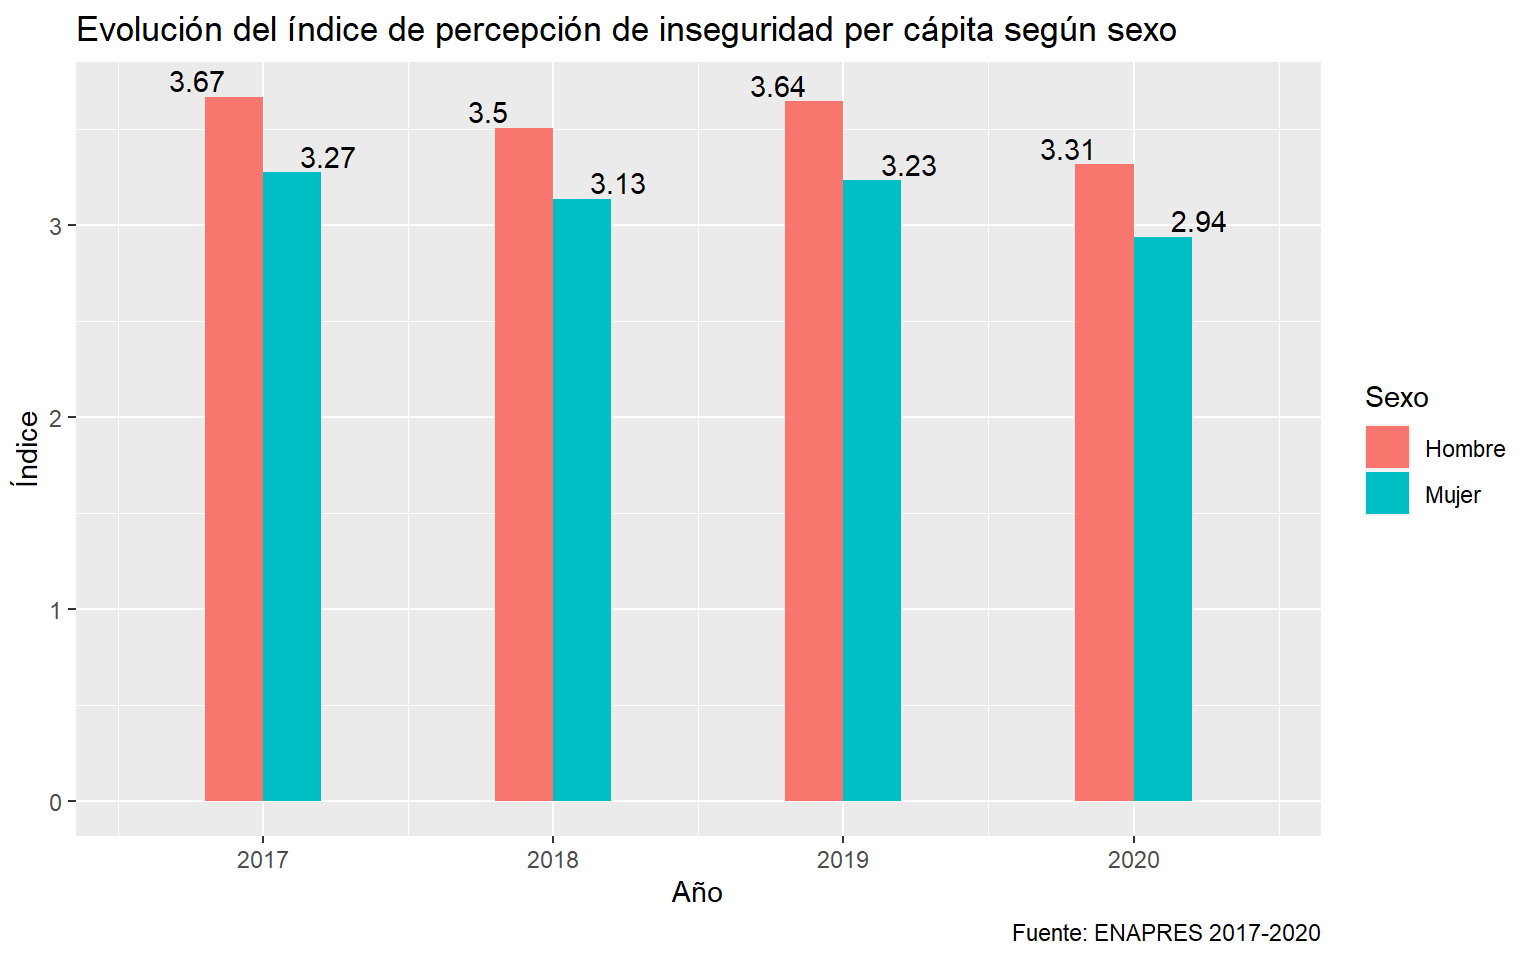 Evolución del índice de percepción de inseguridad per cápita según sexo
3.67
3.27
3.5
3.13
3.64
3.23
3.31
2.94
3
2
1
0
Índice
2017
2018
2019
2020
Año
Sexo
Hombre
Mujer
Fuente: ENAPRES 2017-2020